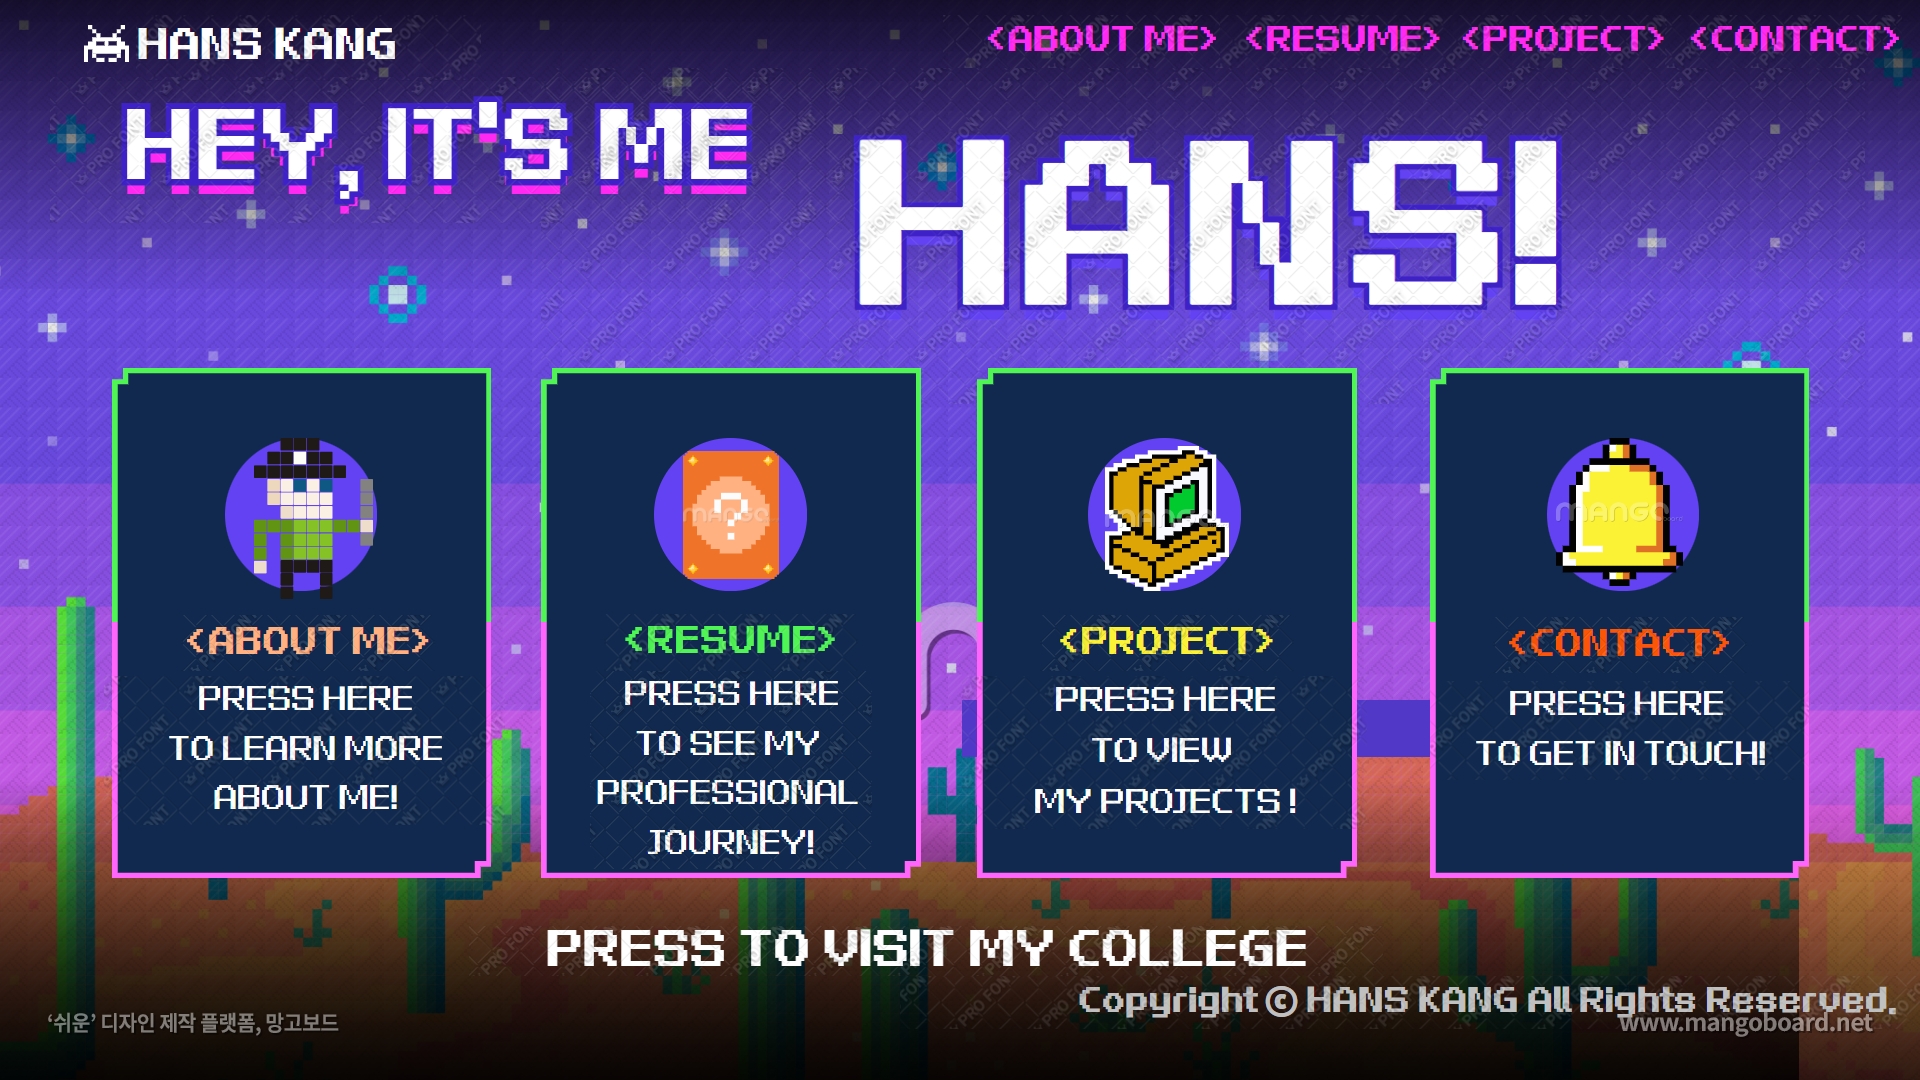 HANS KANG
<ABOUT ME> <RESUME> <PROJECT> <CONTACT>
HEY, IT'S ME
HANS!
<ABOUT ME>
PRESS HERE
TO LEARN MORE
ABOUT ME!
<RESUME>
PRESS HERE
TO SEE MY
PROFESSIONAL
JOURNEY!
<PROJECT>
PRESS HERE
TO VIEW
MY PROJECTS !
<CONTACT>
PRESS HERE
TO GET IN TOUCH!
PRESS TO VISIT MY COLLEGE
Copyright © HANS KANG All Rights Reserved.
‘쉬운’ 디자인 제작 플랫폼, 망고보드
www.mangoboard.net